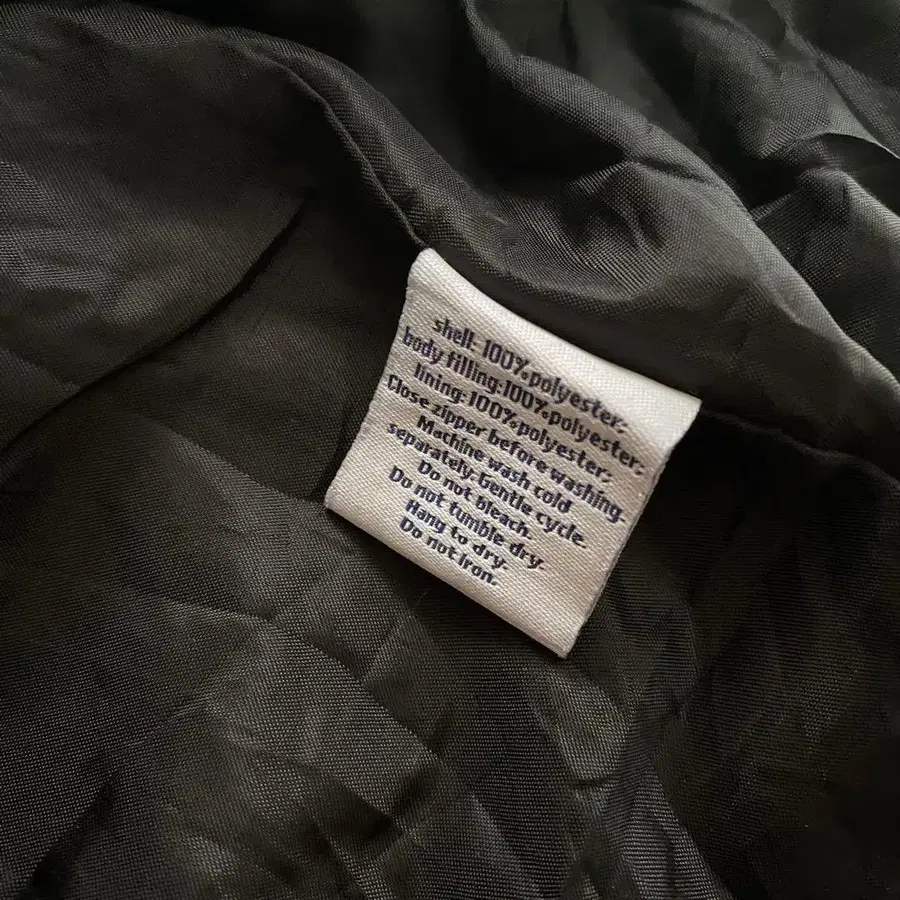 shell: 100%polyester;
body filling:100%polyester;
lining: 100%polyester;
Close zipper before washing.
Machine wash cold
separately. Gentle cycle.
Do not bleach.
Do not tumble dry.
Hang to dry.
Do not iron.